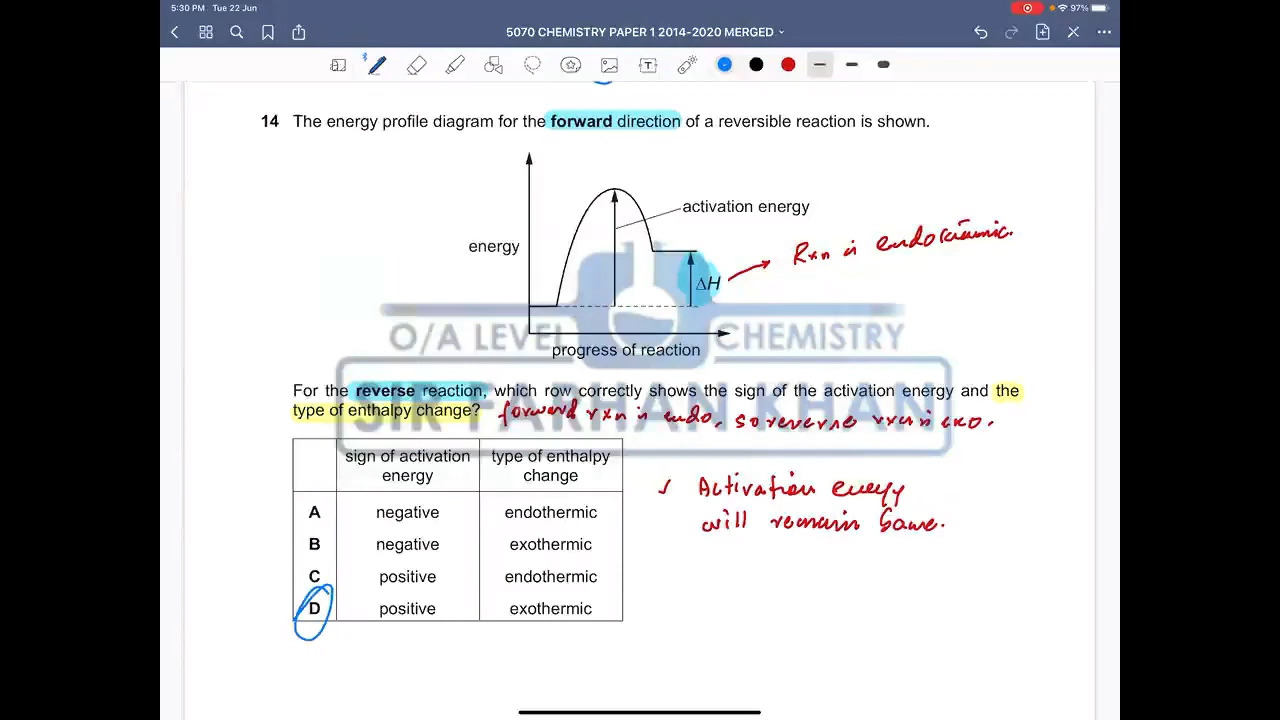 5:30 PM Tue 22 Jun
97%
5070 CHEMISTRY PAPER 1 2014-2020 MERGED
14 The energy profile diagram for the forward direction of a reversible reaction is shown.
activation energy
energy
Rxn is endothermic.
ΔH
O/A LEVEL CHEMISTRY
progress of reaction
SIR FARHAN KHAN
For the reverse reaction, which row correctly shows the sign of the activation energy and the
type of enthalpy change? forward rxn is endo, so reverse rxn is exo.
sign of activation energy type of enthalpy change
A negative endothermic
B negative exothermic
C positive endothermic
D positive exothermic
Activation energy
will remain same.